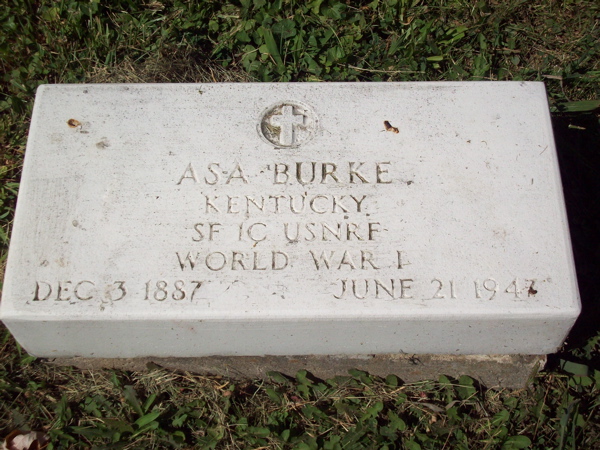 ASA BURKE
KENTUCKY
SF 1C USNRF
WORLD WAR I
DEC 3 1887 JUNE 21 1947